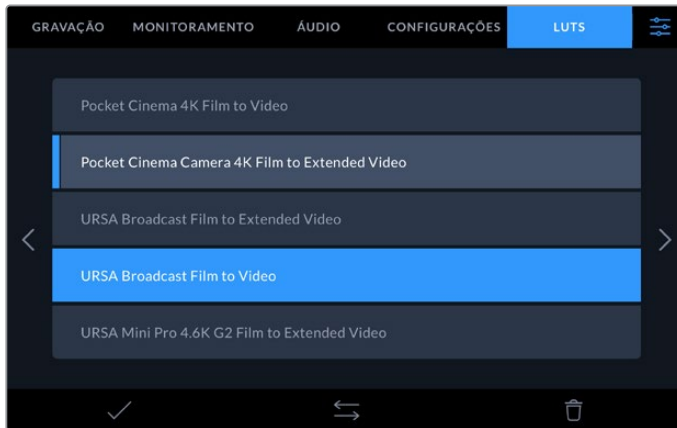 GRAVAÇÃO MONITORAMENTO ÁUDIO CONFIGURAÇÕES LUTS
Pocket Cinema 4K Film to Video
Pocket Cinema Camera 4K Film to Extended Video
URSA Broadcast Film to Extended Video
URSA Broadcast Film to Video
URSA Mini Pro 4.6K G2 Film to Extended Video